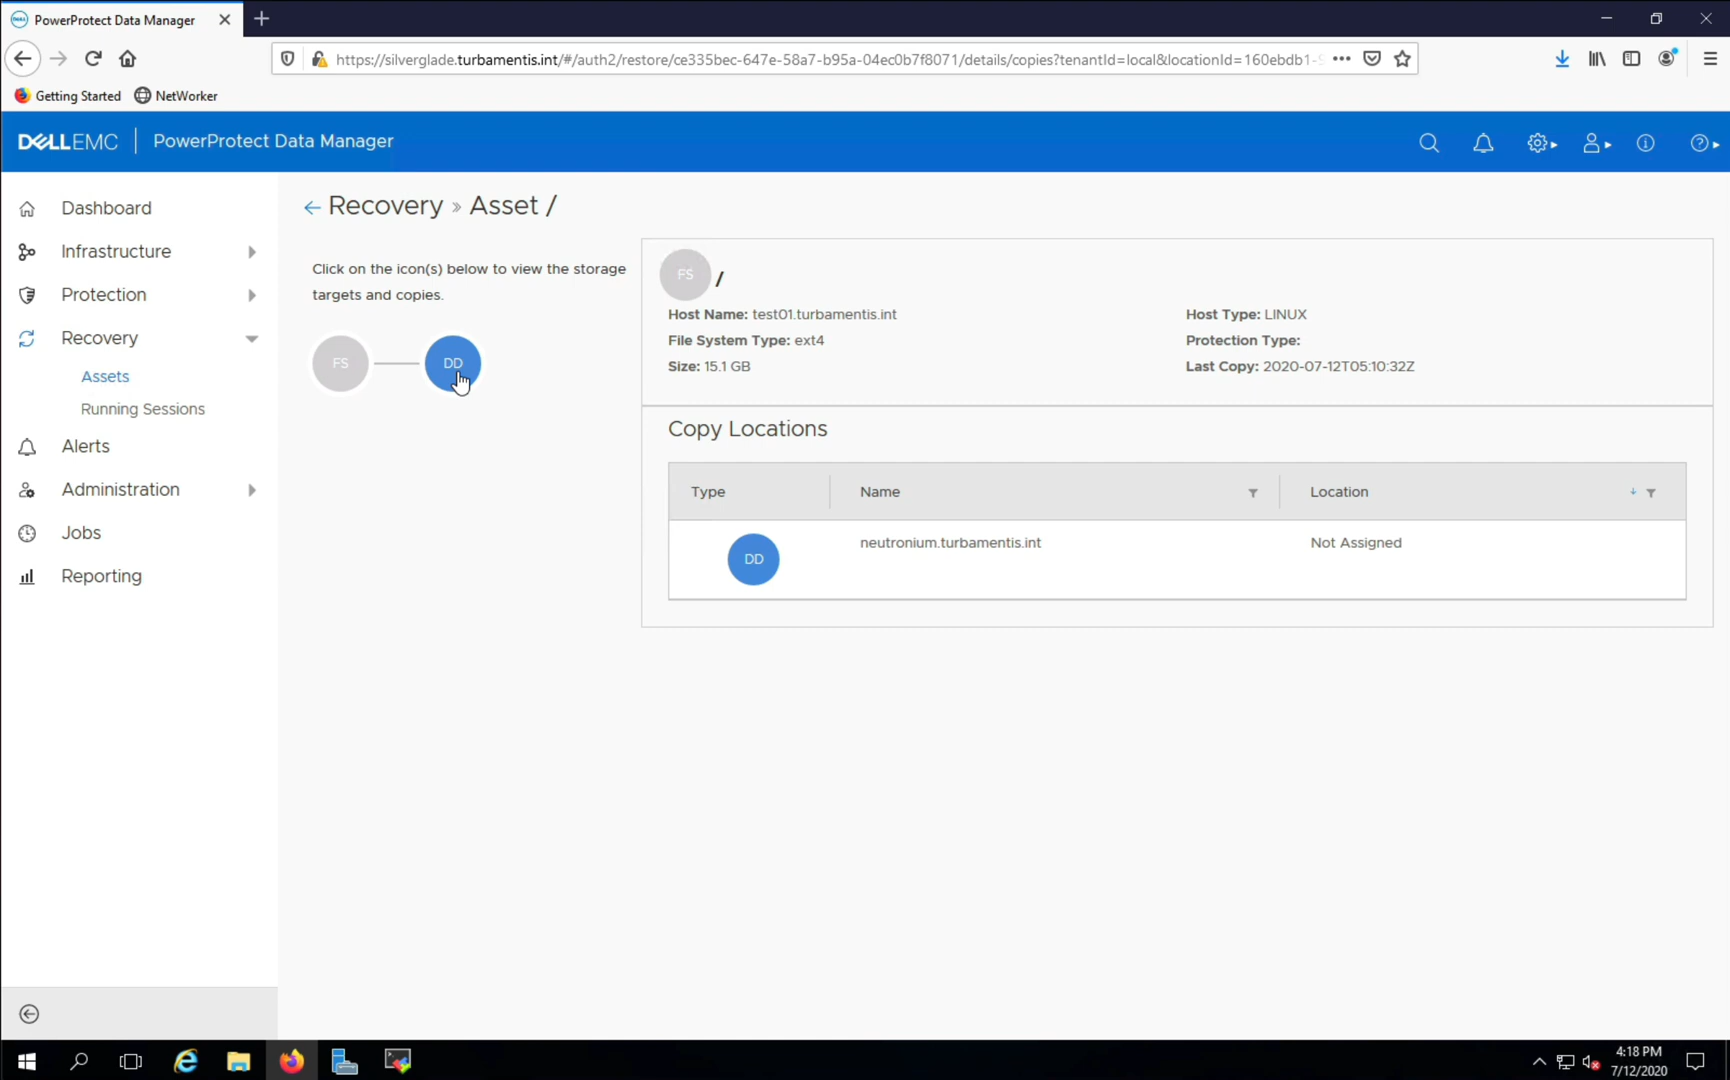 PowerProtect Data Manager
https://silverglade.turbamentis.int/#/auth2/restore/ce335bec-647e-58a7-b95a-04ec0b7f8071/details/copies?tenantId=local&locationId=160ebdb1-9
Getting Started
NetWorker
DELLEMC
PowerProtect Data Manager
Dashboard
Infrastructure
Protection
Recovery
Assets
Running Sessions
Alerts
Administration
Jobs
Reporting
Recovery » Asset /
Click on the icon(s) below to view the storage
targets and copies.
FS
DD
FS
/
Host Name: test01.turbamentis.int
File System Type: ext4
Size: 15.1 GB
Host Type: LINUX
Protection Type:
Last Copy: 2020-07-12T05:10:32Z
Copy Locations
Type
Name
Location
DD
neutronium.turbamentis.int
Not Assigned
4:18 PM
7/12/2020